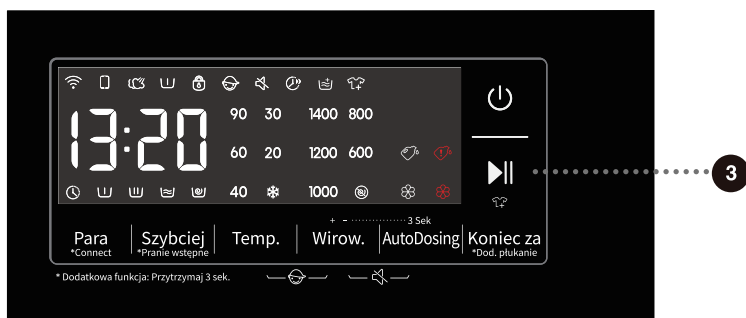 90 30 1400 800
13:20
60 20 1200 600
3
40 1000
+ - 3 Sek
Para Szybciej Temp. Wirow. AutoDosing Koniec za
*Connect *Pranie wstępne *Dod. płukanie
* Dodatkowa funkcja: Przytrzymaj 3 sek.